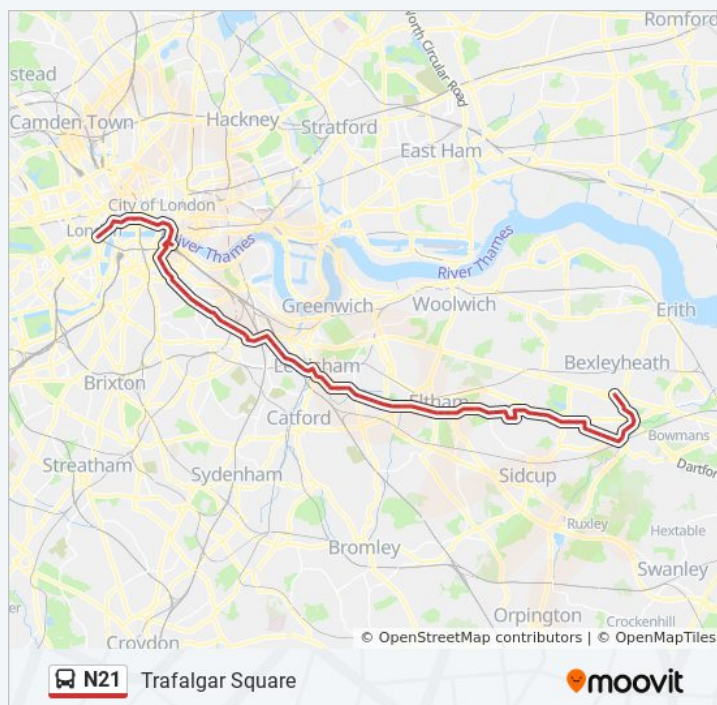 Romford
North Circular Road
stead
Hackney
Stratford
Camden Town
East Ham
City of London
London
River Thames
River Thames
Greenwich
Woolwich
Erith
Bexleyheath
Lewisham
Brixton
Eltham
Catford
Bowmans
Streatham
Sydenham
Sidcup
Dartfo
Ruxley
Hextable
Bromley
Swanley
Orpington
Crockenhill
Croydon
© OpenStreetMap contributors | © OpenMapTiles
N21 Trafalgar Square
moovit